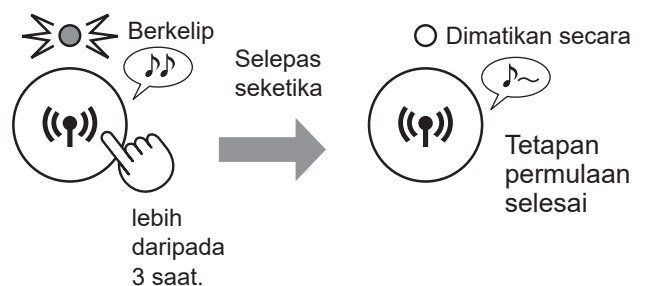 Berkelip
lebih
daripada
3 saat.
Selepas
seketika
Dimatikan secara
Tetapan
permulaan
selesai